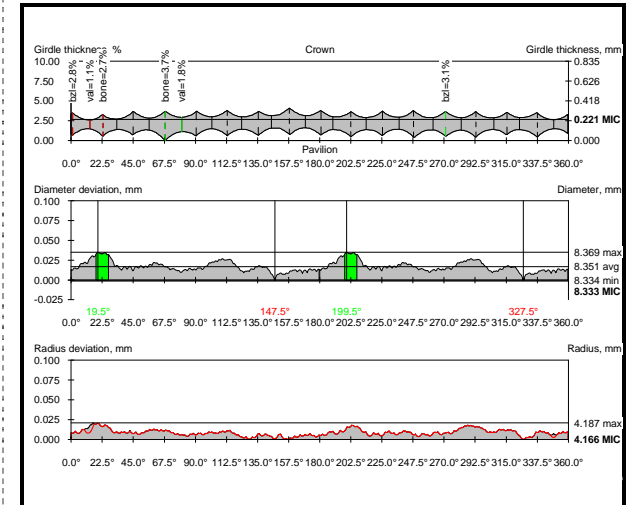 Girdle thickness, % Crown Girdle thickness, mm
bzl=2.8% val=1.1% bone=2.7% bone=3.7% val=1.8% bzl=3.1%
10.00 0.835
7.50 0.626
5.00 0.418
2.50 0.221 MIC
0.00 0.000
Pavilion
0.0° 22.5° 45.0° 67.5° 90.0° 112.5° 135.0° 157.5° 180.0° 202.5° 225.0° 247.5° 270.0° 292.5° 315.0° 337.5° 360.0°
Diameter deviation, mm Diameter, mm
0.100
0.075
0.050
0.025 8.369 max
8.351 avg
0.000 8.334 min
8.333 MIC
-0.025
19.5° 147.5° 199.5° 327.5°
0.0° 22.5° 45.0° 67.5° 90.0° 112.5° 135.0° 157.5° 180.0° 202.5° 225.0° 247.5° 270.0° 292.5° 315.0° 337.5° 360.0°
Radius deviation, mm Radius, mm
0.100
0.075
0.050
0.025 4.187 max
0.000 4.166 MIC
0.0° 22.5° 45.0° 67.5° 90.0° 112.5° 135.0° 157.5° 180.0° 202.5° 225.0° 247.5° 270.0° 292.5° 315.0° 337.5° 360.0°